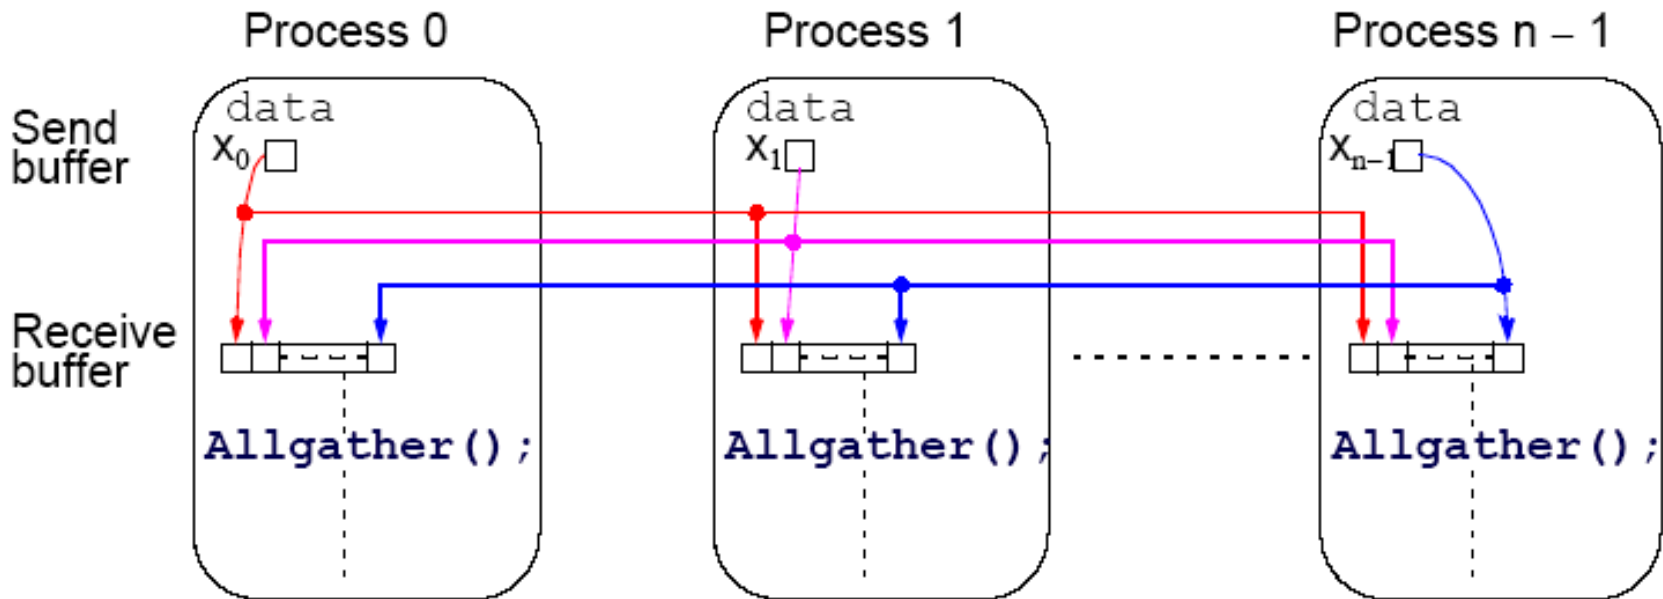 Process 0
Process 1
Process n – 1
Send
buffer
data
data
data
x₀
x₁
xₙ₋₁
Receive
buffer
Allgather();
Allgather();
Allgather();